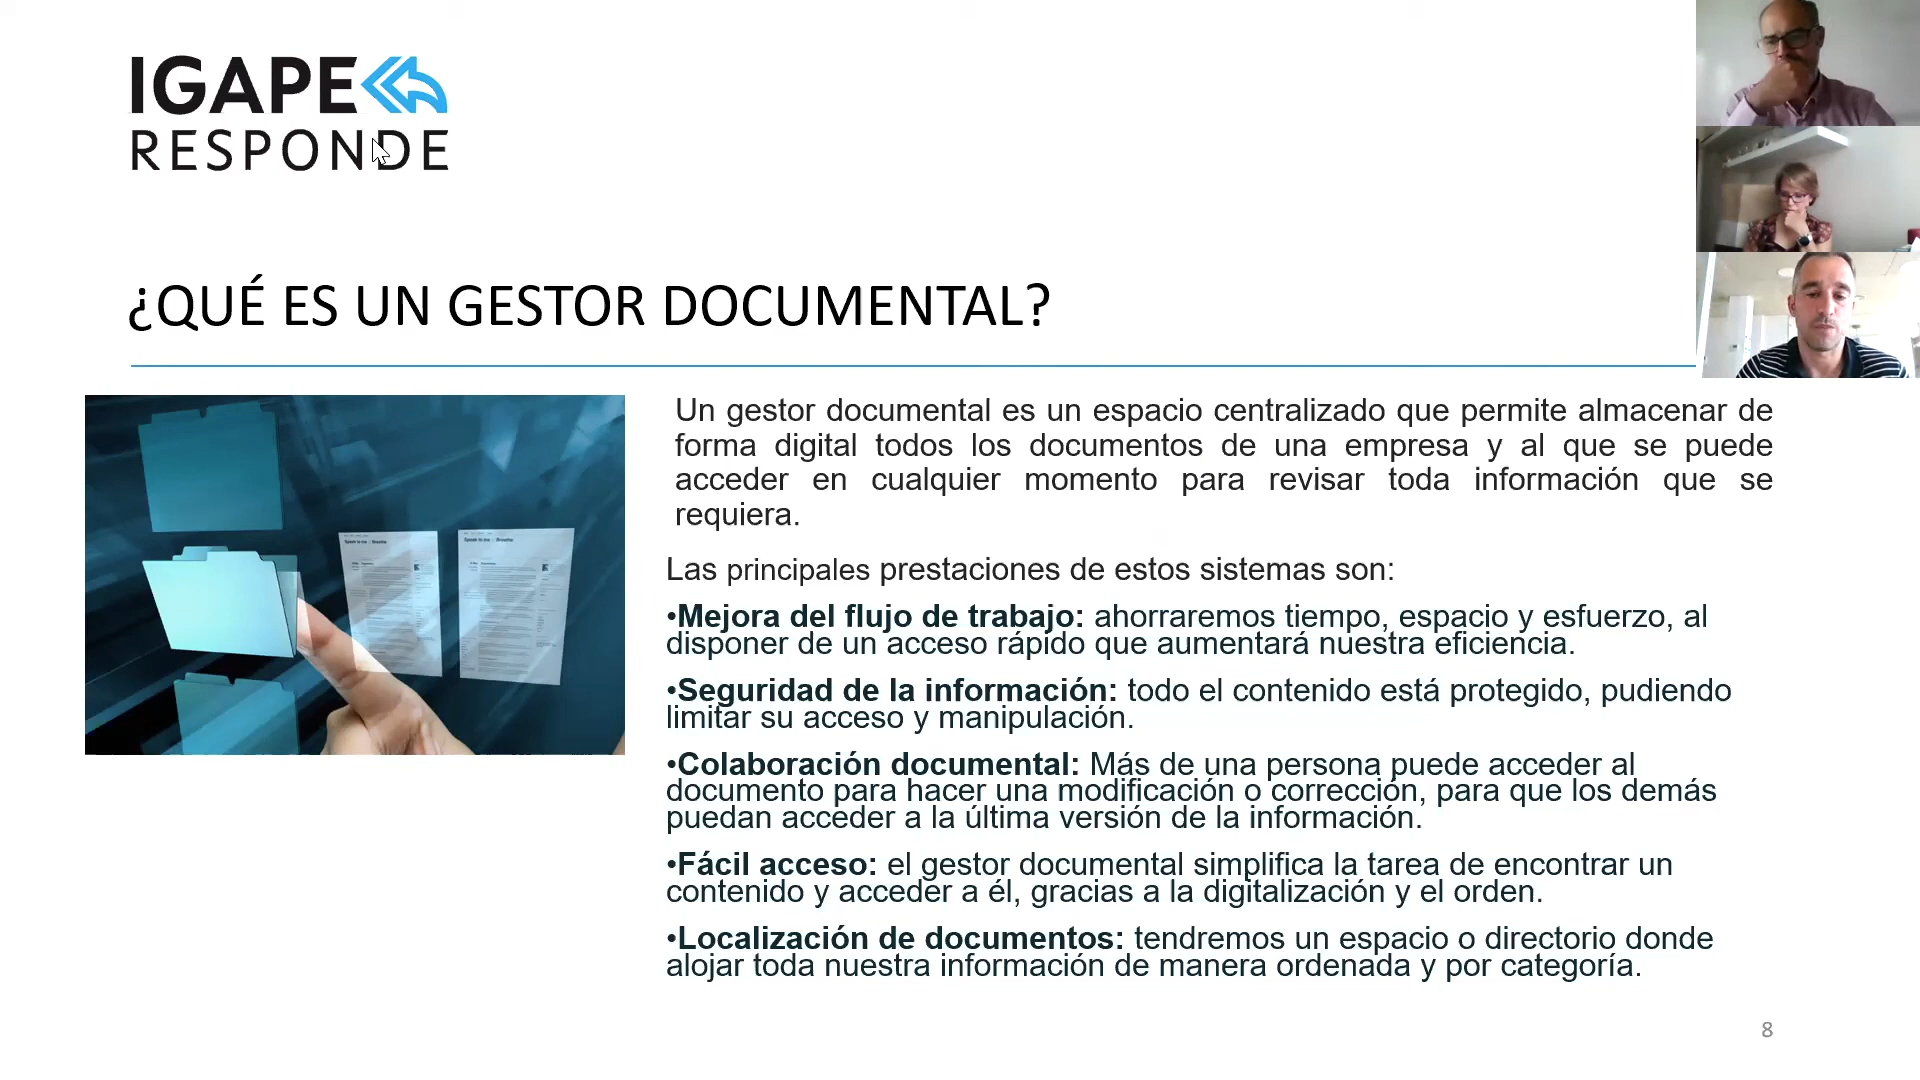 IGAPE
RESPONDE
¿QUÉ ES UN GESTOR DOCUMENTAL?
Un gestor documental es un espacio centralizado que permite almacenar de
forma digital todos los documentos de una empresa y al que se puede
acceder en cualquier momento para revisar toda información que se
requiera.
Las principales prestaciones de estos sistemas son:
•Mejora del flujo de trabajo: ahorraremos tiempo, espacio y esfuerzo, al
disponer de un acceso rápido que aumentará nuestra eficiencia.
•Seguridad de la información: todo el contenido está protegido, pudiendo
limitar su acceso y manipulación.
•Colaboración documental: Más de una persona puede acceder al
documento para hacer una modificación o corrección, para que los demás
puedan acceder a la última versión de la información.
•Fácil acceso: el gestor documental simplifica la tarea de encontrar un
contenido y acceder a él, gracias a la digitalización y el orden.
•Localización de documentos: tendremos un espacio o directorio donde
alojar toda nuestra información de manera ordenada y por categoría.
8